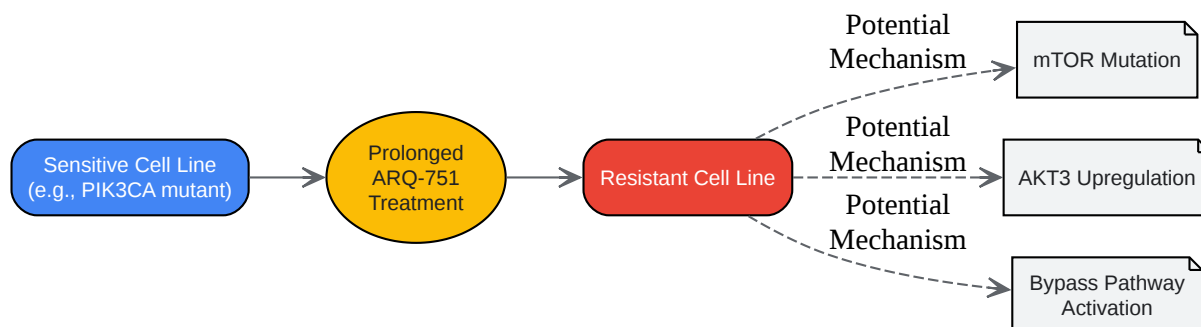 Sensitive Cell Line
(e.g., PIK3CA mutant)
Prolonged
ARQ-751
Treatment
Resistant Cell Line
Potential
Mechanism
mTOR Mutation
Potential
Mechanism
AKT3 Upregulation
Potential
Mechanism
Bypass Pathway
Activation